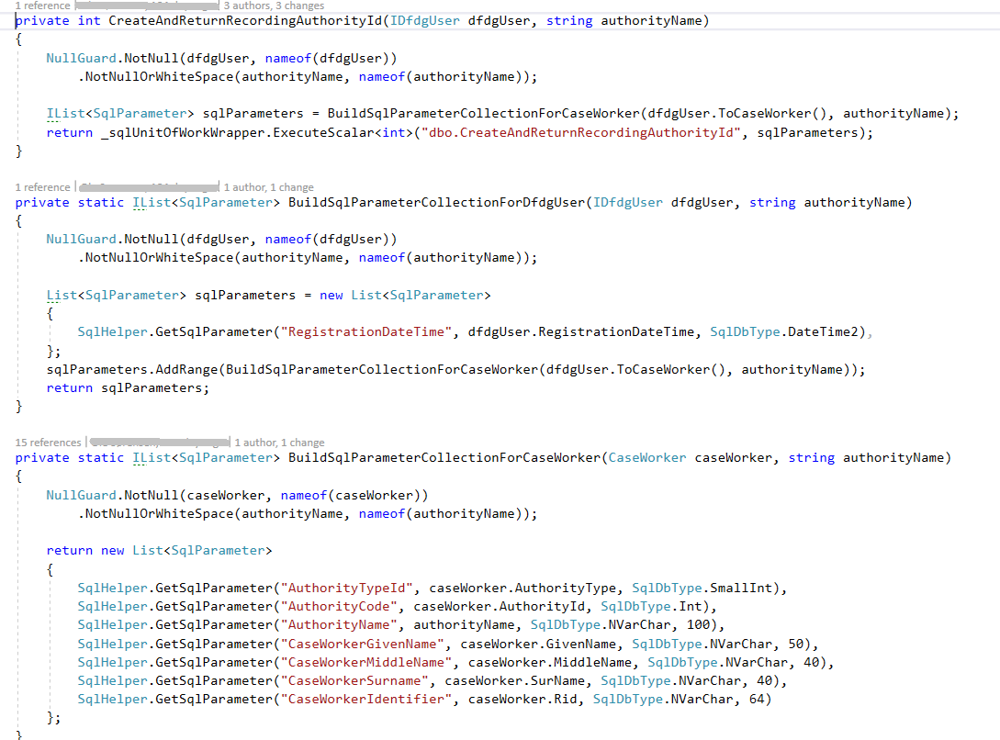 1 reference | | 3 authors, 3 changes
private int CreateAndReturnRecordingAuthorityId(IDfdgUser dfdgUser, string authorityName)
{
    NullGuard.NotNull(dfdgUser, nameof(dfdgUser))
        .NotNullOrWhiteSpace(authorityName, nameof(authorityName));

    IList<SqlParameter> sqlParameters = BuildSqlParameterCollectionForCaseWorker(dfdgUser.ToCaseWorker(), authorityName);
    return _sqlUnitOfWorkWrapper.ExecuteScalar<int>("dbo.CreateAndReturnRecordingAuthorityId", sqlParameters);
}

1 reference | | 1 author, 1 change
private static IList<SqlParameter> BuildSqlParameterCollectionForDfdgUser(IDfdgUser dfdgUser, string authorityName)
{
    NullGuard.NotNull(dfdgUser, nameof(dfdgUser))
        .NotNullOrWhiteSpace(authorityName, nameof(authorityName));

    List<SqlParameter> sqlParameters = new List<SqlParameter>
    {
        SqlHelper.GetSqlParameter("RegistrationDateTime", dfdgUser.RegistrationDateTime, SqlDbType.DateTime2),
    };
    sqlParameters.AddRange(BuildSqlParameterCollectionForCaseWorker(dfdgUser.ToCaseWorker(), authorityName));
    return sqlParameters;
}

15 references | | 1 author, 1 change
private static IList<SqlParameter> BuildSqlParameterCollectionForCaseWorker(CaseWorker caseWorker, string authorityName)
{
    NullGuard.NotNull(caseWorker, nameof(caseWorker))
        .NotNullOrWhiteSpace(authorityName, nameof(authorityName));

    return new List<SqlParameter>
    {
        SqlHelper.GetSqlParameter("AuthorityTypeId", caseWorker.AuthorityType, SqlDbType.SmallInt),
        SqlHelper.GetSqlParameter("AuthorityCode", caseWorker.AuthorityId, SqlDbType.Int),
        SqlHelper.GetSqlParameter("AuthorityName", authorityName, SqlDbType.NVarChar, 100),
        SqlHelper.GetSqlParameter("CaseWorkerGivenName", caseWorker.GivenName, SqlDbType.NVarChar, 50),
        SqlHelper.GetSqlParameter("CaseWorkerMiddleName", caseWorker.MiddleName, SqlDbType.NVarChar, 40),
        SqlHelper.GetSqlParameter("CaseWorkerSurname", caseWorker.SurName, SqlDbType.NVarChar, 40),
        SqlHelper.GetSqlParameter("CaseWorkerIdentifier", caseWorker.Rid, SqlDbType.NVarChar, 64)
    };
}